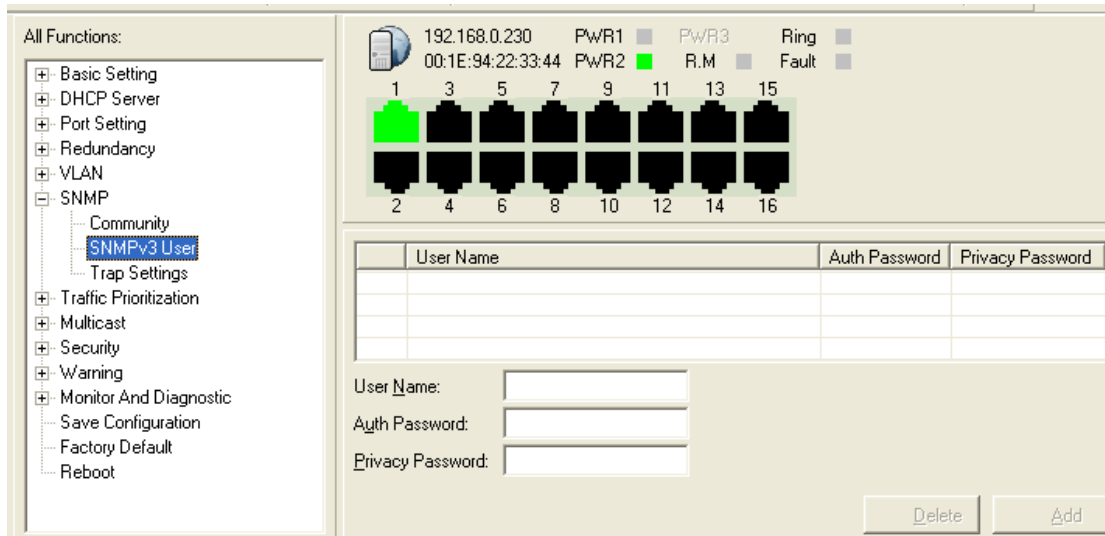 All Functions:
Basic Setting
DHCP Server
Port Setting
Redundancy
VLAN
SNMP
Community
SNMPv3 User
Trap Settings
Traffic Prioritization
Multicast
Security
Warning
Monitor And Diagnostic
Save Configuration
Factory Default
Reboot
192.168.0.230 PWR1 PWR3 Ring
00:1E:94:22:33:44 PWR2 R.M Fault
1 3 5 7 9 11 13 15
2 4 6 8 10 12 14 16
User Name Auth Password Privacy Password
User Name:
Auth Password:
Privacy Password:
Delete Add